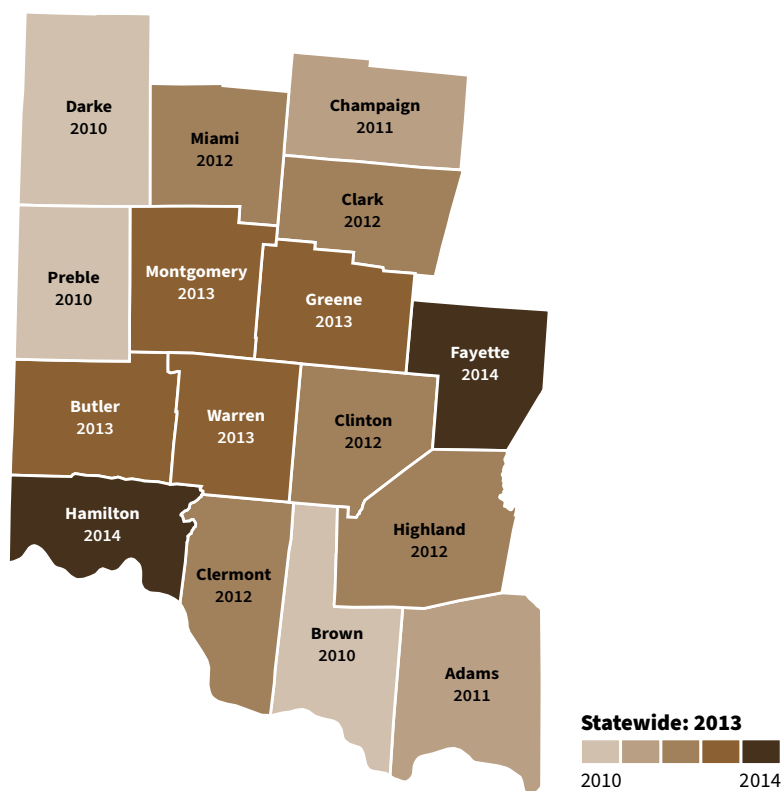 Darke
2010
Miami
2012
Champaign
2011
Clark
2012
Preble
2010
Montgomery
2013
Greene
2013
Fayette
2014
Butler
2013
Warren
2013
Clinton
2012
Hamilton
2014
Highland
2012
Clermont
2012
Brown
2010
Adams
2011
Statewide: 2013
2010 2014